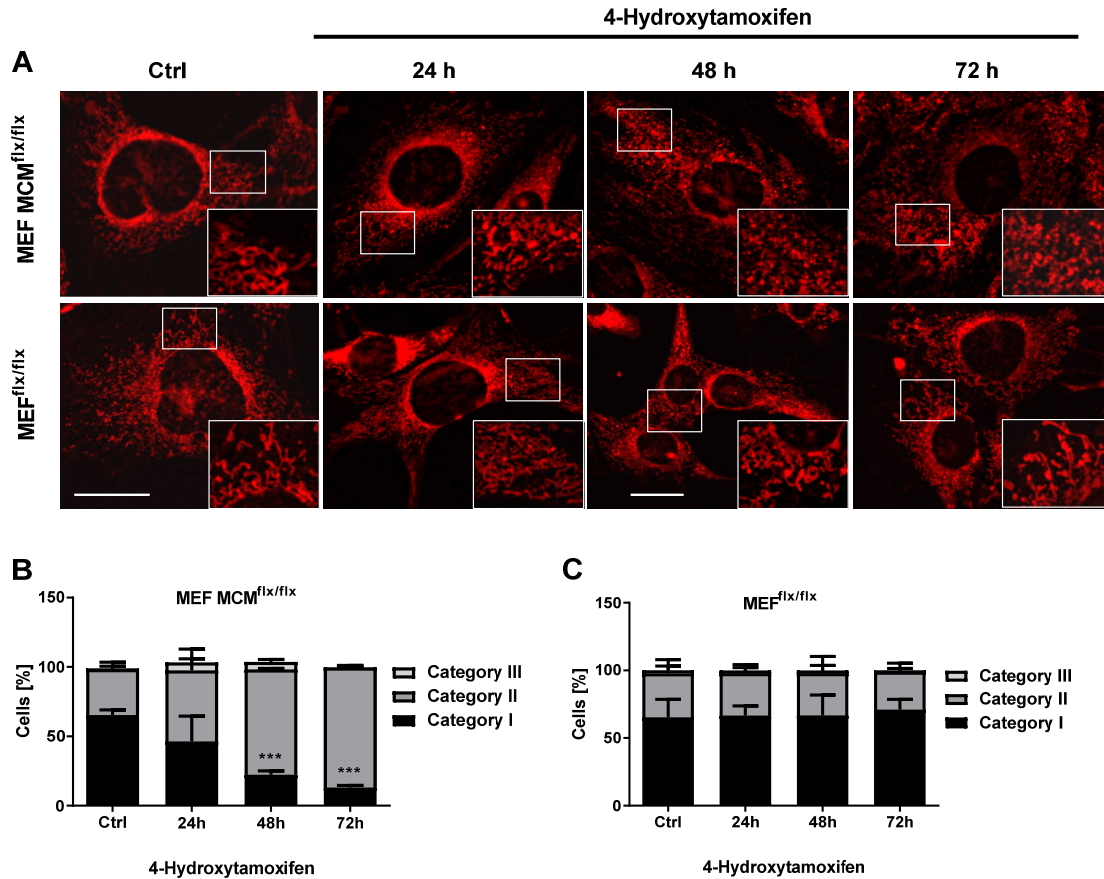 4-Hydroxytamoxifen
A
Ctrl 24 h 48 h 72 h
MEF MCMflx/flx
MEFflx/flx
B
MEF MCMflx/flx
150
100
50
0
Cells [%]
***
***
Category III
Category II
Category I
Ctrl 24h 48h 72h
4-Hydroxytamoxifen
C
MEFflx/flx
150
100
50
0
Cells [%]
Category III
Category II
Category I
Ctrl 24h 48h 72h
4-Hydroxytamoxifen